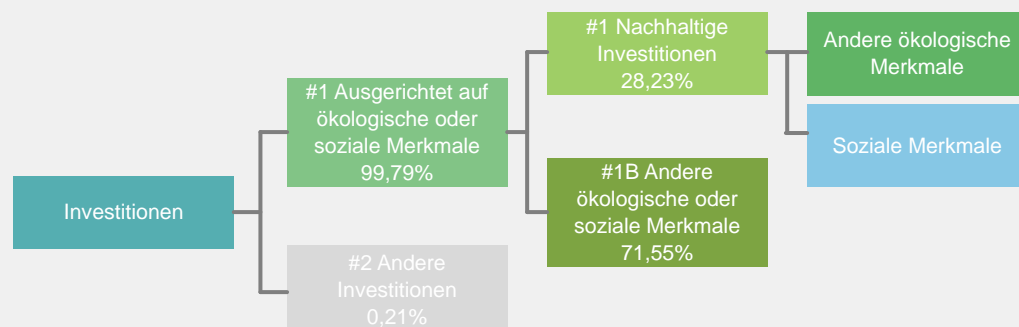 Investitionen
#1 Ausgerichtet auf
ökologische oder
soziale Merkmale
99,79%
#2 Andere
Investitionen
0,21%
#1 Nachhaltige
Investitionen
28,23%
#1B Andere
ökologische oder
soziale Merkmale
71,55%
Andere ökologische
Merkmale
Soziale Merkmale